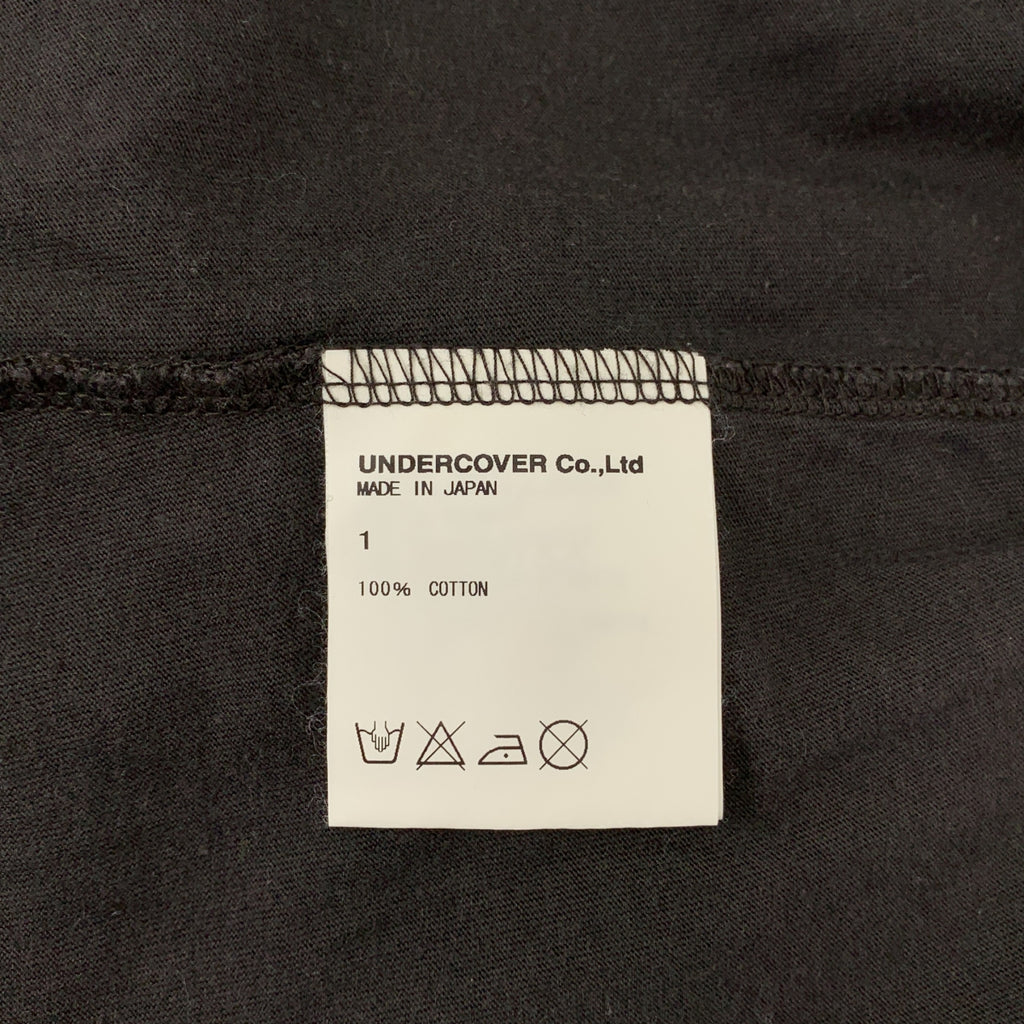 UNDERCOVER Co.,Ltd
MADE IN JAPAN
1
100% COTTON